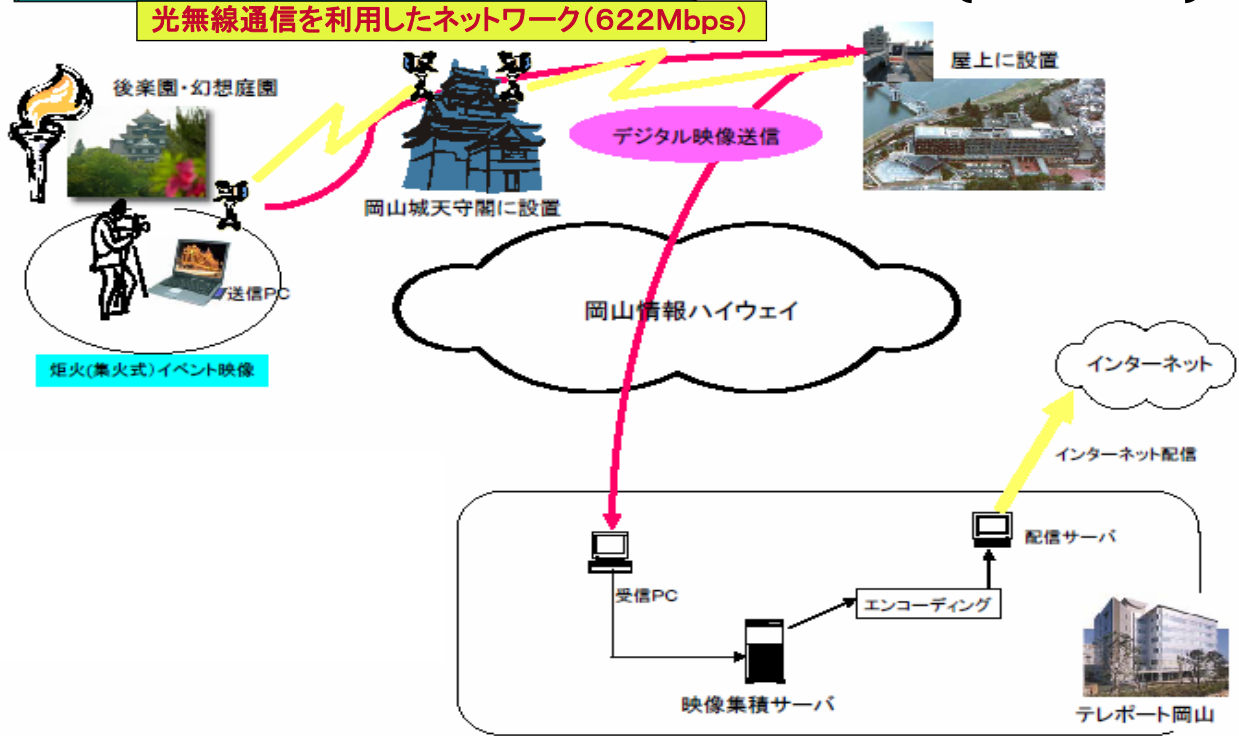 光無線通信を利用したネットワーク(622Mbps)
後楽園・幻想庭園
屋上に設置
デジタル映像送信
岡山城天守閣に設置
送信PC
岡山情報ハイウェイ
炬火(集火式)イベント映像
インターネット
インターネット配信
配信サーバ
受信PC
エンコーディング
映像集積サーバ
テレポート岡山